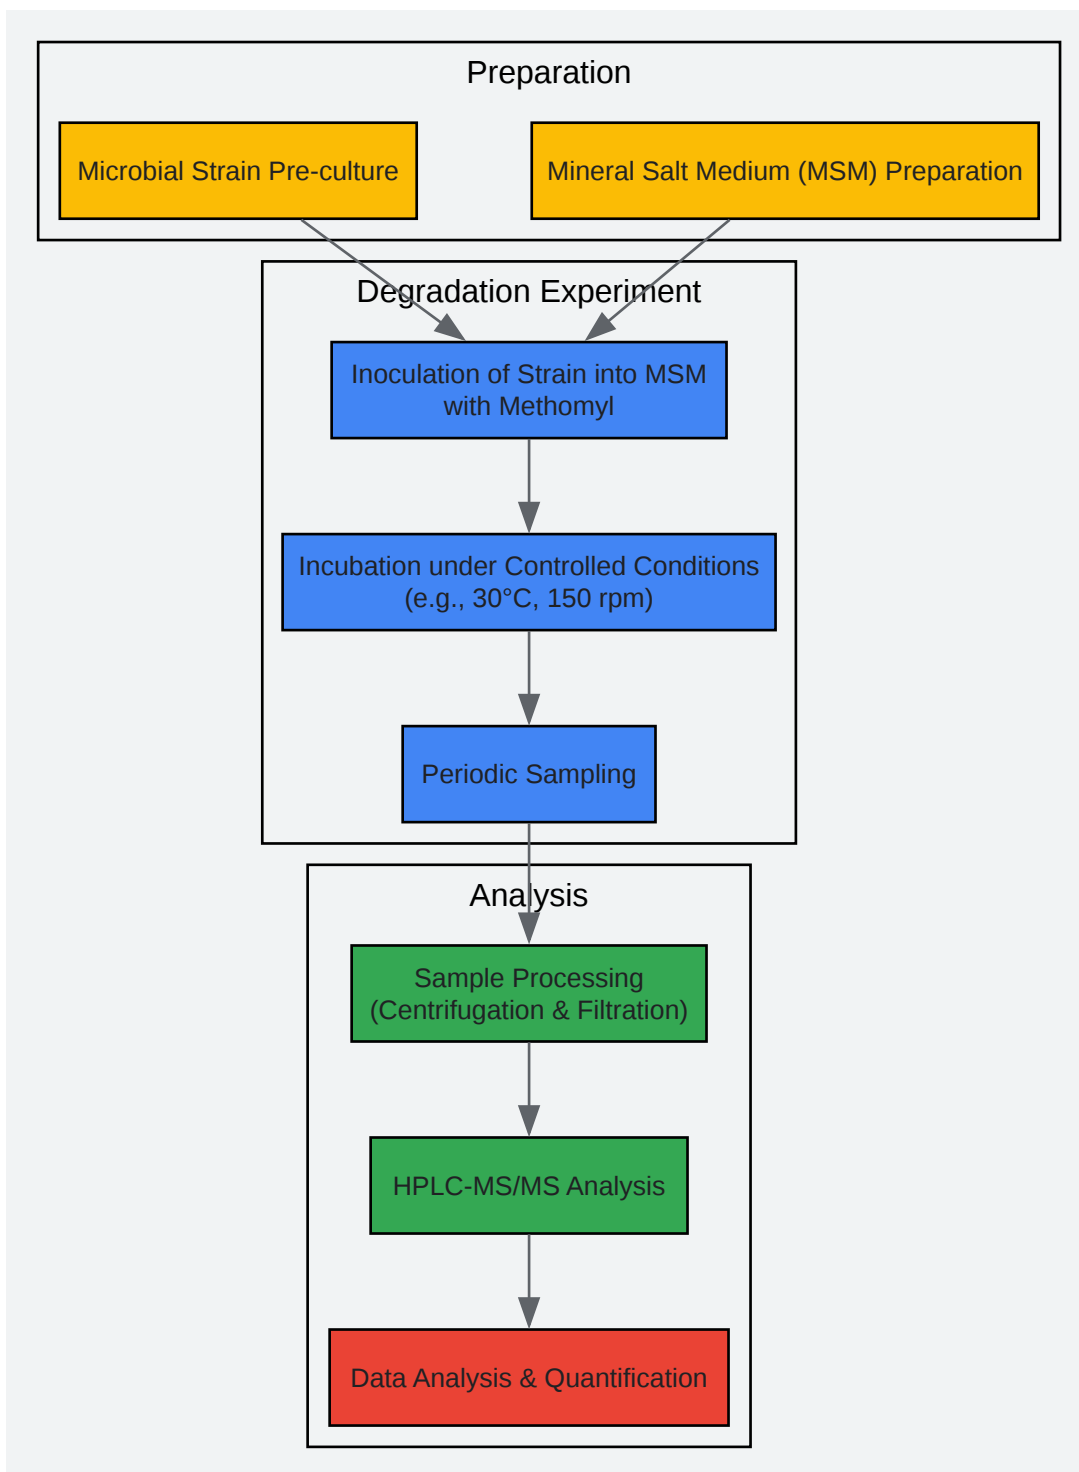 Preparation
Microbial Strain Pre-culture
Mineral Salt Medium (MSM) Preparation
Degradation Experiment
Inoculation of Strain into MSM
with Methomyl
Incubation under Controlled Conditions
(e.g., 30°C, 150 rpm)
Periodic Sampling
Analysis
Sample Processing
(Centrifugation & Filtration)
HPLC-MS/MS Analysis
Data Analysis & Quantification